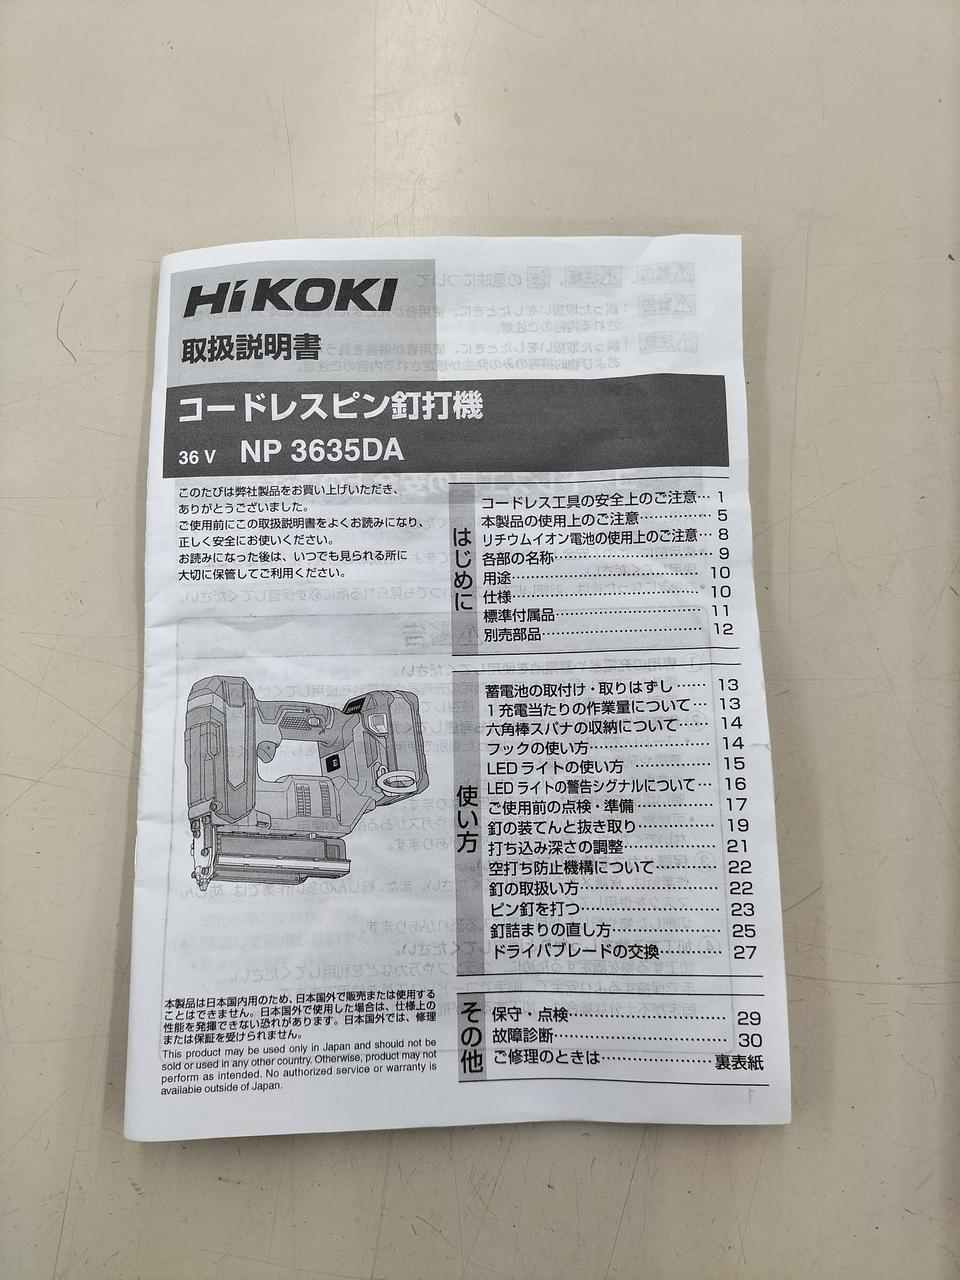 HiKOKI
取扱説明書
コードレスピン釘打機
36 V NP 3635DA
このたびは弊社製品をお買い上げいただき、
ありがとうございました。
ご使用前にこの取扱説明書をよくお読みになり、
正しく安全にお使いください。
お読みになった後は、いつでも見られる所に
大切に保管してご利用ください。
はじめに
コードレス工具の安全上のご注意… 1
本製品の使用上のご注意…………… 5
リチウムイオン電池の使用上のご注意… 8
各部の名称…………………………… 9
用途…………………………………… 10
仕様…………………………………… 10
標準付属品…………………………… 11
別売部品……………………………… 12
使い方
蓄電池の取付け・取りはずし…… 13
1充電当たりの作業量について… 13
六角棒スパナの収納について…… 14
フックの使い方……………………… 14
LEDライトの使い方……………… 15
LEDライトの警告シグナルについて… 16
ご使用前の点検・準備…………… 17
釘の装てんと抜き取り…………… 19
打ち込み深さの調整……………… 21
空打ち防止機構について………… 22
釘の取扱い方……………………… 22
ピン釘を打つ……………………… 23
釘詰まりの直し方………………… 25
ドライバブレードの交換………… 27
その他
保守・点検………………………… 29
故障診断…………………………… 30
ご修理のときは…………………裏表紙
本製品は日本国内用のため、日本国外で販売または使用する
ことはできません。日本国外で使用した場合は、仕様上の
性能を発揮できない恐れがあります。日本国外では、修理
または保証を受けられません。
This product may be used only in Japan and should not be
sold or used in any other country. Otherwise, product may not
perform as intended. No authorized service or warranty is
available outside of Japan.